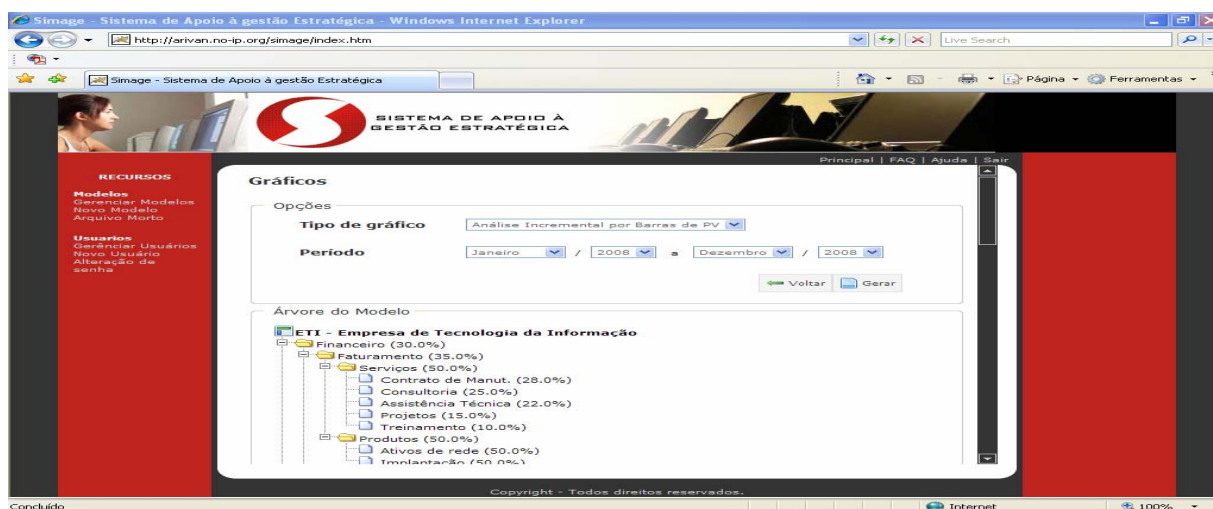 Simage - Sistema de Apoio à gestão Estratégica - Windows Internet Explorer
http://arivan.no-ip.org/simage/index.htm
Live Search
Simage - Sistema de Apoio à gestão Estratégica
Página
Ferramentas
SISTEMA DE APOIO À
GESTÃO ESTRATÉGICA
Principal | FAQ | Ajuda | Sair
RECURSOS
Modelos
Gerenciar Modelos
Novo Modelo
Arquivo Morto
Usuarios
Gerênciar Usuários
Novo Usuário
Alteração de
senha
Gráficos
Opções
Tipo de gráfico Análise Incremental por Barras de PV
Período Janeiro / 2008 a Dezembro / 2008
Voltar Gerar
Árvore do Modelo
ETI - Empresa de Tecnologia da Informação
Financeiro (30.0%)
Faturamento (35.0%)
Serviços (50.0%)
Contrato de Manut. (28.0%)
Consultoria (25.0%)
Assistência Técnica (22.0%)
Projetos (15.0%)
Treinamento (10.0%)
Produtos (50.0%)
Ativos de rede (50.0%)
Implantação (50.0%)
Copyright - Todos direitos reservados.
Concluído
Internet
100%